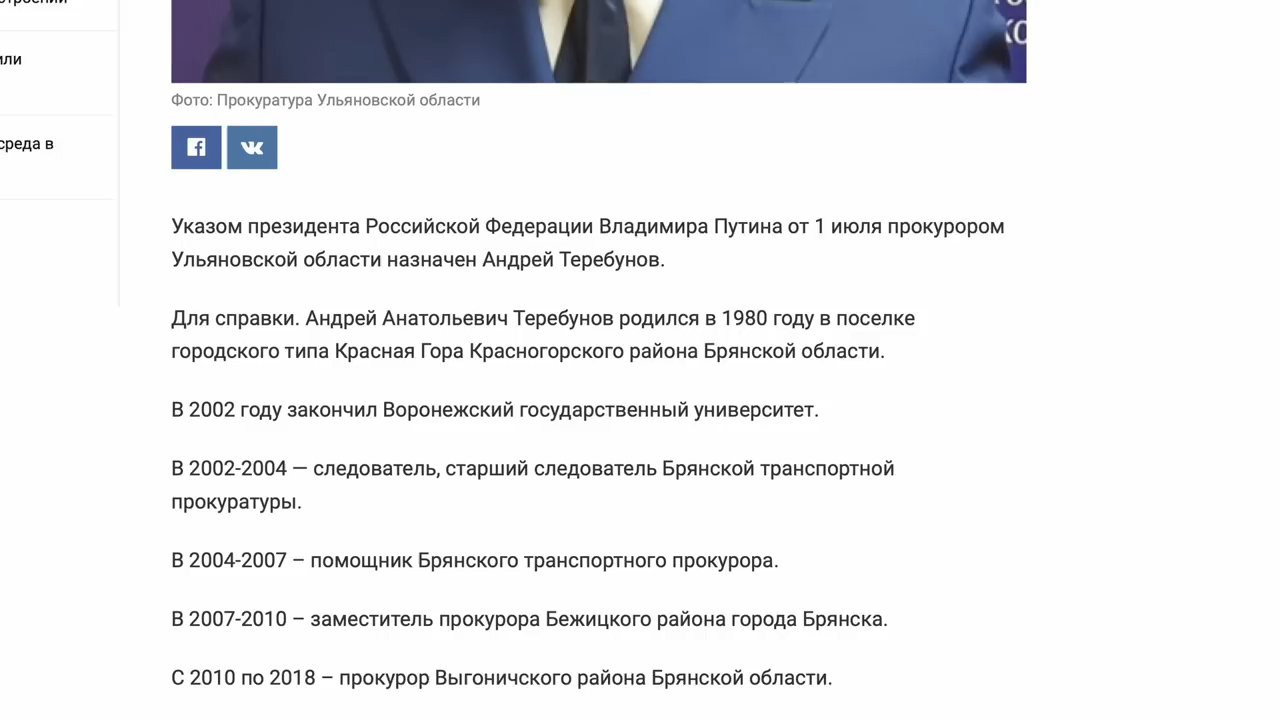 или
среда в
Фото: Прокуратура Ульяновской области
Указом президента Российской Федерации Владимира Путина от 1 июля прокурором
Ульяновской области назначен Андрей Теребунов.
Для справки. Андрей Анатольевич Теребунов родился в 1980 году в поселке
городского типа Красная Гора Красногорского района Брянской области.
В 2002 году закончил Воронежский государственный университет.
В 2002-2004 — следователь, старший следователь Брянской транспортной
прокуратуры.
В 2004-2007 – помощник Брянского транспортного прокурора.
В 2007-2010 – заместитель прокурора Бежицкого района города Брянска.
С 2010 по 2018 – прокурор Выгоничского района Брянской области.